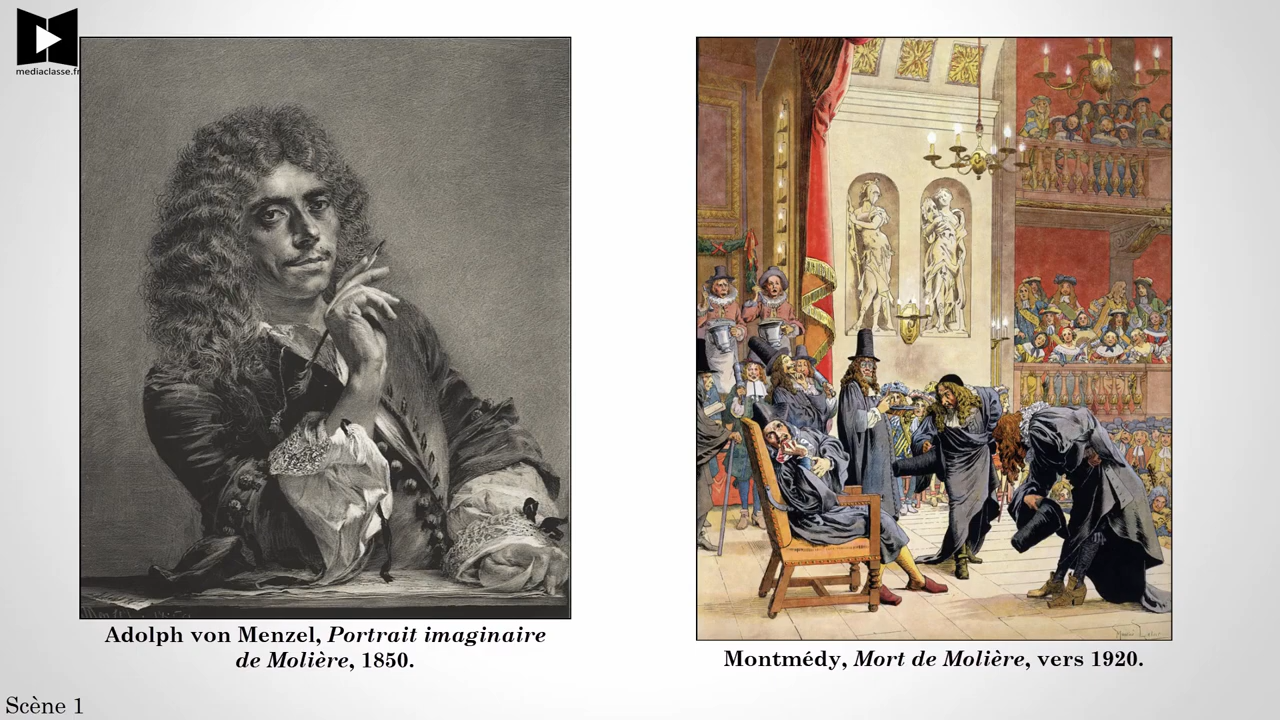 mediaclasse.fr
Adolph von Menzel, Portrait imaginaire
de Molière, 1850.
Montmédy, Mort de Molière, vers 1920.
Scène 1